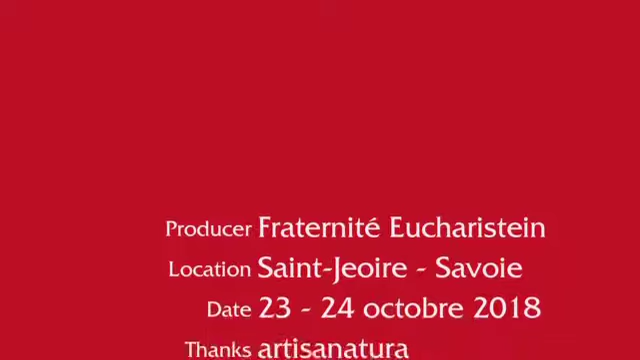 Producer Fraternité Eucharistein
Location Saint-Jeoire - Savoie
Date 23 - 24 octobre 2018
Thanks artisanatura